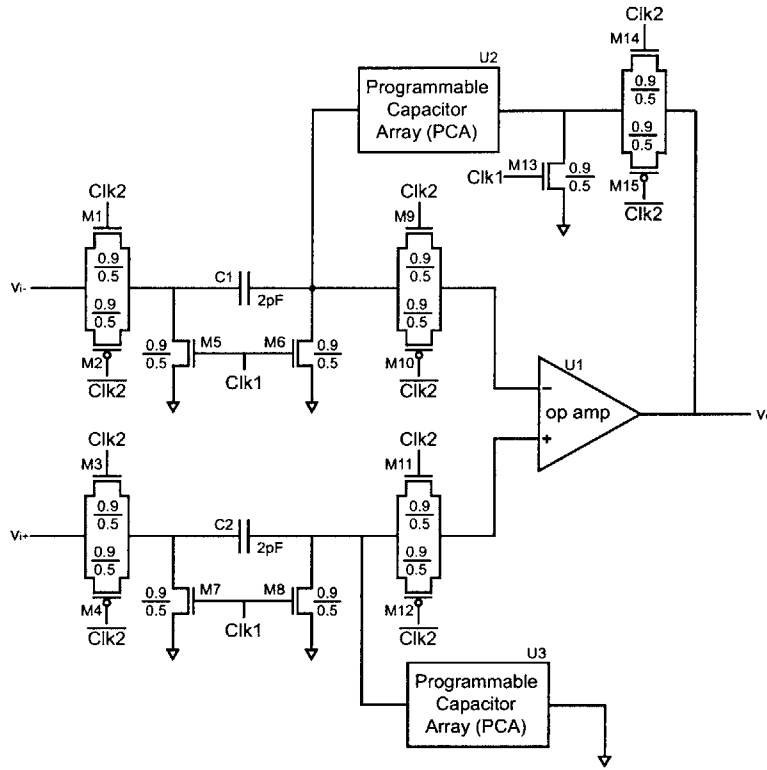 Clk2
M14
U2
Programmable
Capacitor
Array (PCA)
0.9
0.5
0.9
0.5
M13
Clk1
0.9
0.5
M15
Clk2
Clk2
M1
Clk2
M9
0.9
0.5
C1
2pF
0.9
0.5
Vi-
0.9
0.5
0.9
0.5
M5
M6
0.9
0.5
0.9
0.5
M2
Clk1
M10
Clk2
Clk2
U1
op amp
−
+
Clk2
M3
Clk2
M11
0.9
0.5
C2
2pF
0.9
0.5
Vi+
0.9
0.5
0.9
0.5
M7
M8
0.9
0.5
0.9
0.5
M4
Clk1
M12
Clk2
Clk2
U3
Programmable
Capacitor
Array (PCA)